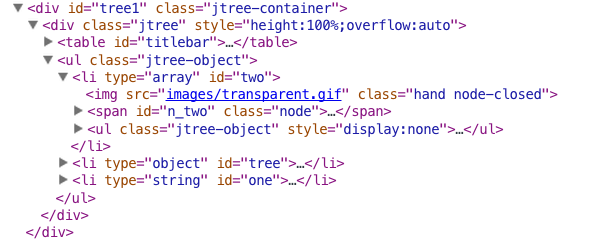 ▼<div id="tree1" class="jtree-container">
▼<div class="jtree" style="height:100%;overflow:auto">
▶<table id="titlebar">…</table>
▼<ul class="jtree-object">
▼<li type="array" id="two">
<img src="images/transparent.gif" class="hand node-closed">
▶<span id="n_two" class="node">…</span>
▶<ul class="jtree-object" style="display:none">…</ul>
</li>
▶<li type="object" id="tree">…</li>
▶<li type="string" id="one">…</li>
</ul>
</div>
</div>